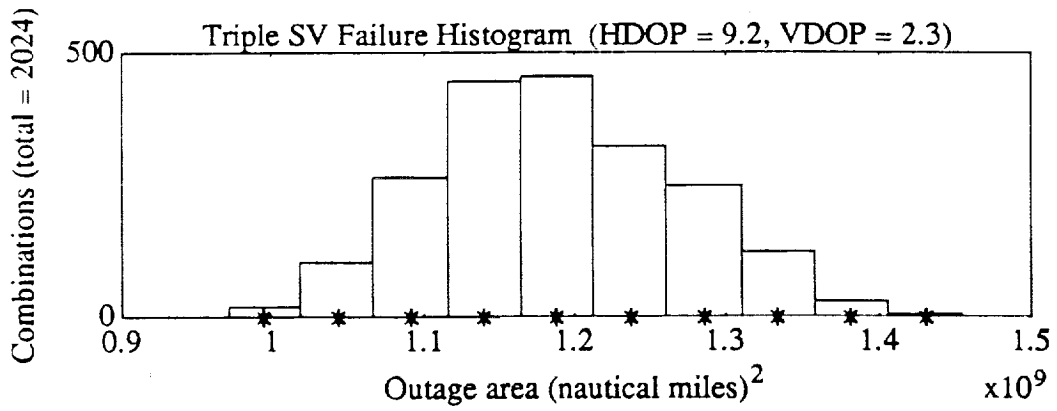 Triple SV Failure Histogram (HDOP = 9.2, VDOP = 2.3)
Combinations (total = 2024)
500
0
0.9 1 1.1 1.2 1.3 1.4 1.5
Outage area (nautical miles)2 x109